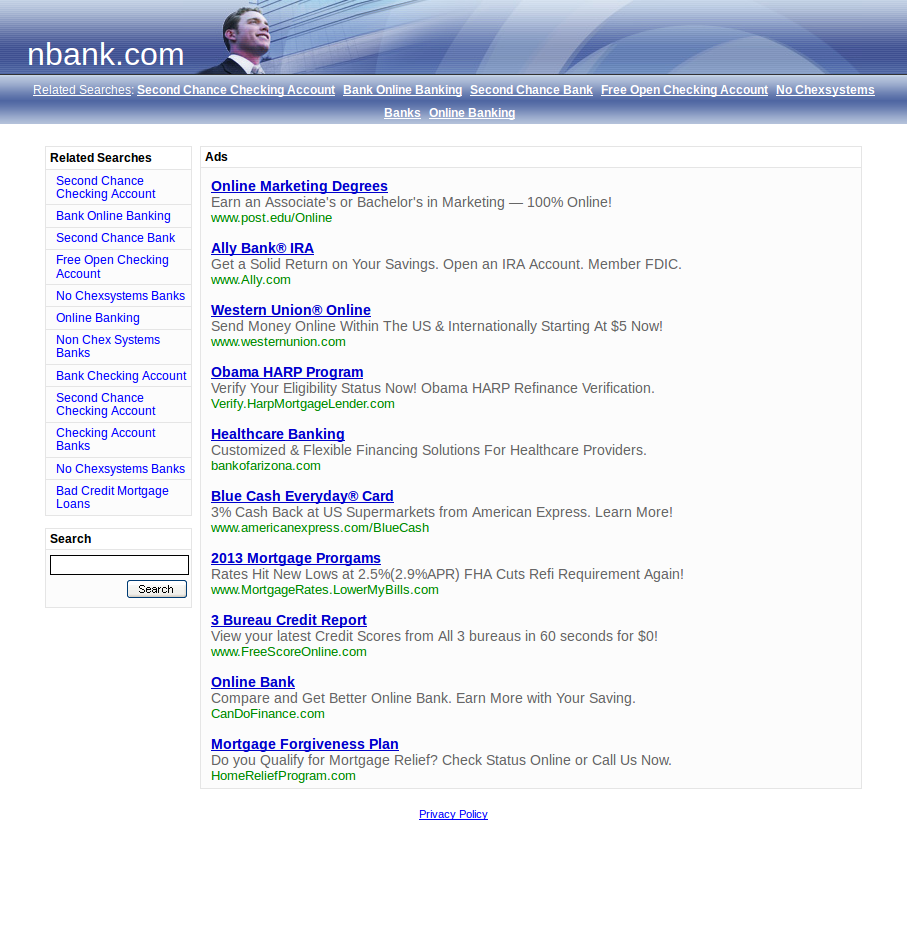 nbank.com
Related Searches: Second Chance Checking Account Bank Online Banking Second Chance Bank Free Open Checking Account No Chexsystems
Banks Online Banking
Related Searches
Second Chance
Checking Account
Bank Online Banking
Second Chance Bank
Free Open Checking
Account
No Chexsystems Banks
Online Banking
Non Chex Systems
Banks
Bank Checking Account
Second Chance
Checking Account
Checking Account
Banks
No Chexsystems Banks
Bad Credit Mortgage
Loans
Search
Search
Ads
Online Marketing Degrees
Earn an Associate's or Bachelor's in Marketing — 100% Online!
www.post.edu/Online
Ally Bank® IRA
Get a Solid Return on Your Savings. Open an IRA Account. Member FDIC.
www.Ally.com
Western Union® Online
Send Money Online Within The US & Internationally Starting At $5 Now!
www.westernunion.com
Obama HARP Program
Verify Your Eligibility Status Now! Obama HARP Refinance Verification.
Verify.HarpMortgageLender.com
Healthcare Banking
Customized & Flexible Financing Solutions For Healthcare Providers.
bankofarizona.com
Blue Cash Everyday® Card
3% Cash Back at US Supermarkets from American Express. Learn More!
www.americanexpress.com/BlueCash
2013 Mortgage Prorgams
Rates Hit New Lows at 2.5%(2.9%APR) FHA Cuts Refi Requirement Again!
www.MortgageRates.LowerMyBills.com
3 Bureau Credit Report
View your latest Credit Scores from All 3 bureaus in 60 seconds for $0!
www.FreeScoreOnline.com
Online Bank
Compare and Get Better Online Bank. Earn More with Your Saving.
CanDoFinance.com
Mortgage Forgiveness Plan
Do you Qualify for Mortgage Relief? Check Status Online or Call Us Now.
HomeReliefProgram.com
Privacy Policy